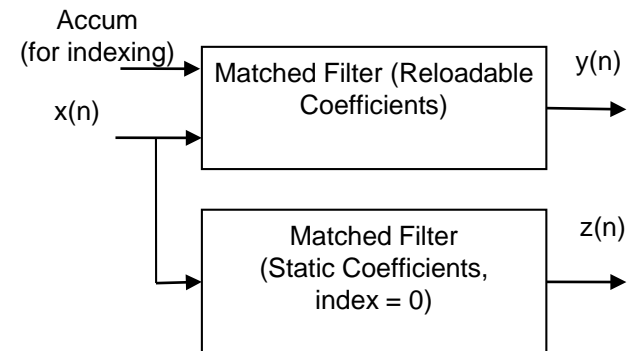 Accum
(for indexing)
Matched Filter (Reloadable
Coefficients)
y(n)
x(n)
Matched Filter
(Static Coefficients,
index = 0)
z(n)